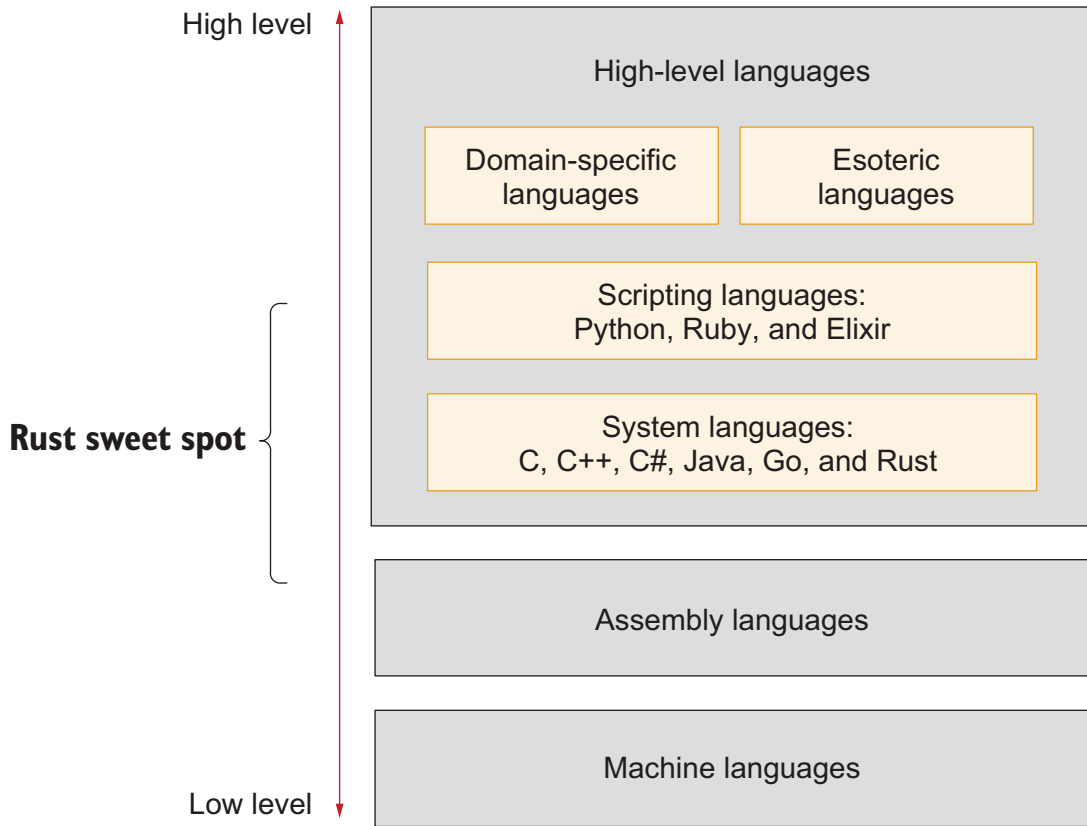 High level
High-level languages
Domain-specific
languages
Esoteric
languages
Scripting languages:
Python, Ruby, and Elixir
Rust sweet spot
System languages:
C, C++, C#, Java, Go, and Rust
Assembly languages
Machine languages
Low level